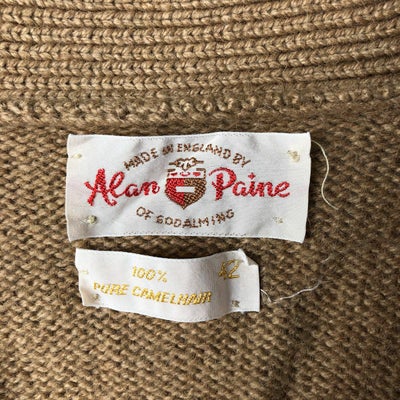 MADE IN ENGLAND BY
Alan Paine
OF GODALMING
100% 42
PURE CAMELHAIR